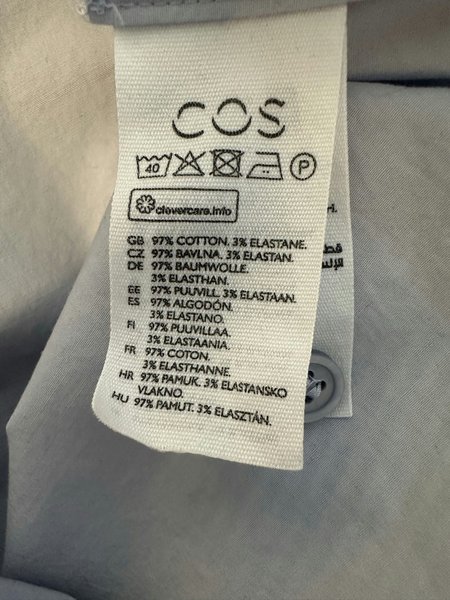 COS
40 P
clevercare.info
GB 97% COTTON. 3% ELASTANE.
CZ 97% BAVLNA. 3% ELASTAN.
DE 97% BAUMWOLLE.
3% ELASTHAN.
EE 97% PUUVILL. 3% ELASTAAN.
ES 97% ALGODÓN.
3% ELASTANO.
FI 97% PUUVILLAA.
3% ELASTAANIA.
FR 97% COTON.
3% ELASTHANNE.
HR 97% PAMUK. 3% ELASTANSKO
VLAKNO.
HU 97% PAMUT. 3% ELASZTÁN.
H.